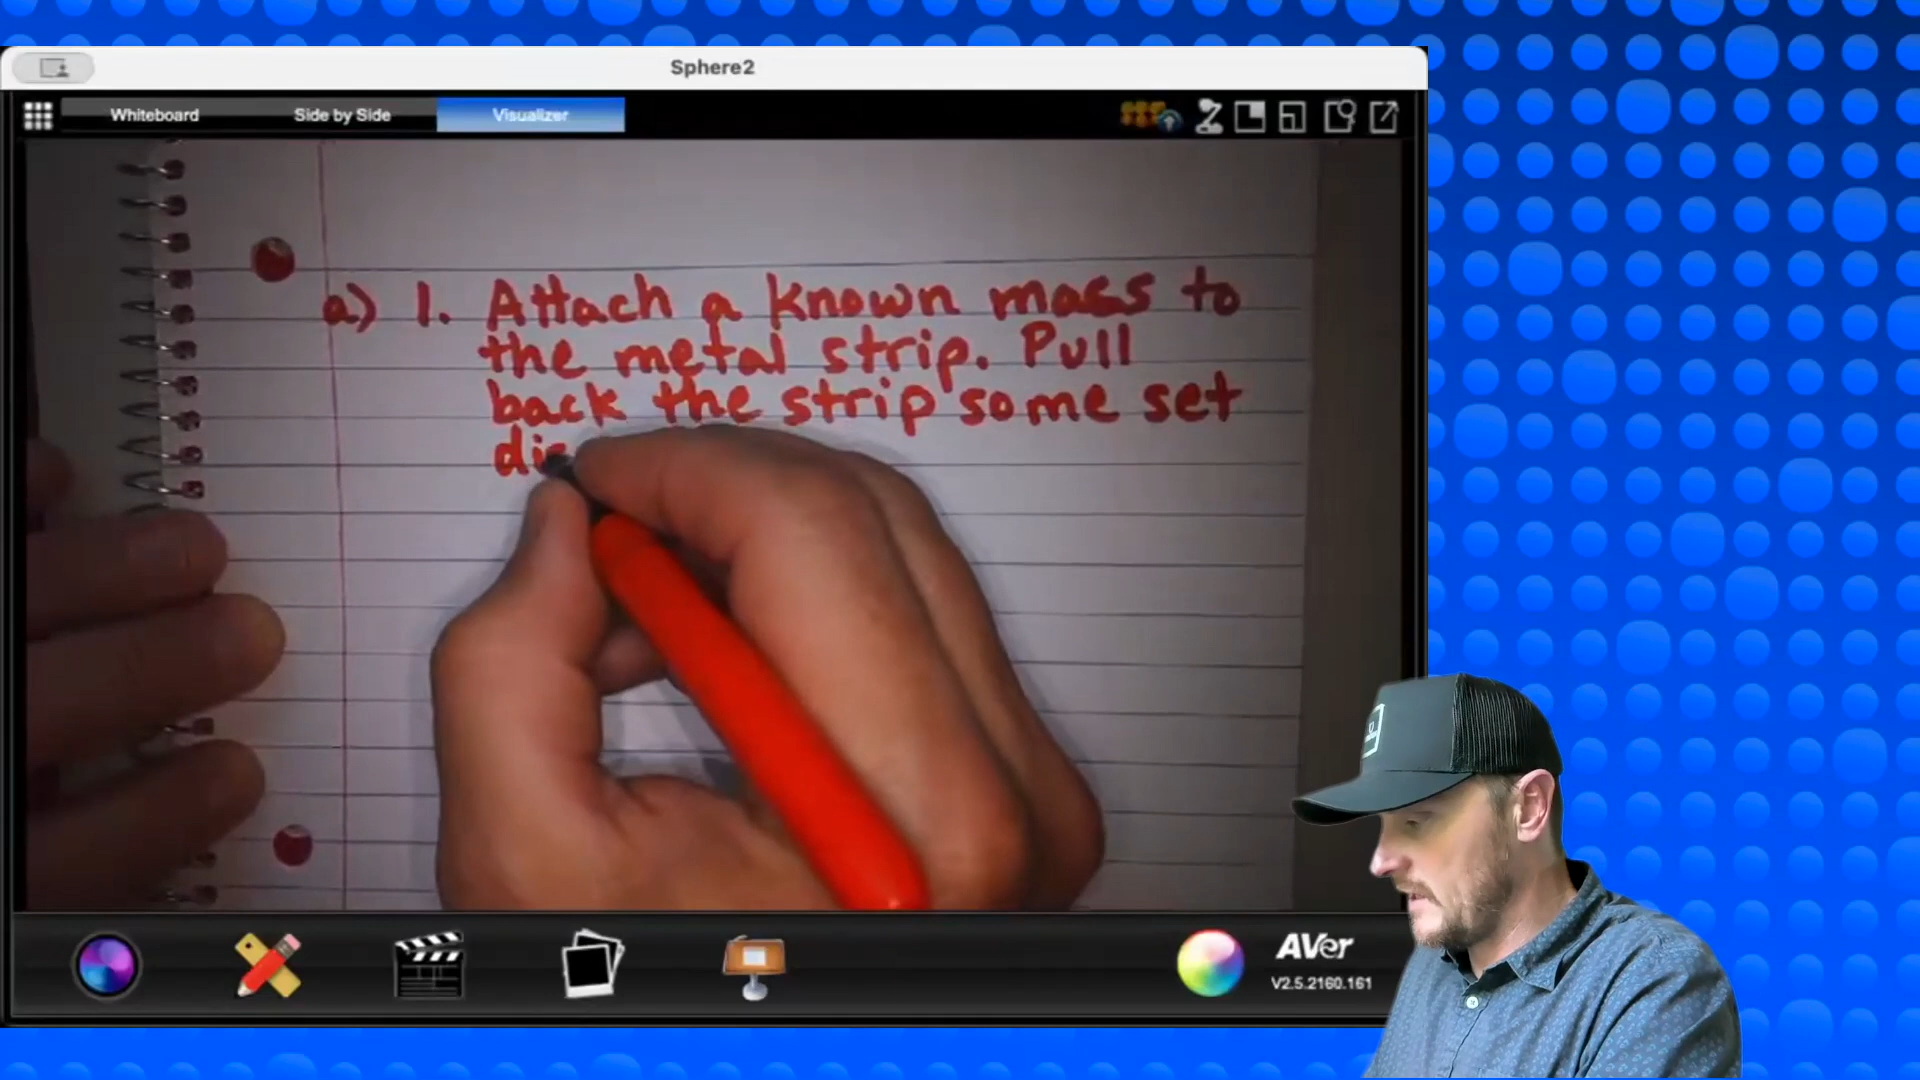 Sphere2
Whiteboard Side by Side Visualizer
a) 1. Attach a known mass to
the metal strip. Pull
back the strip some set
dis
AVer
V2.5.2160.161